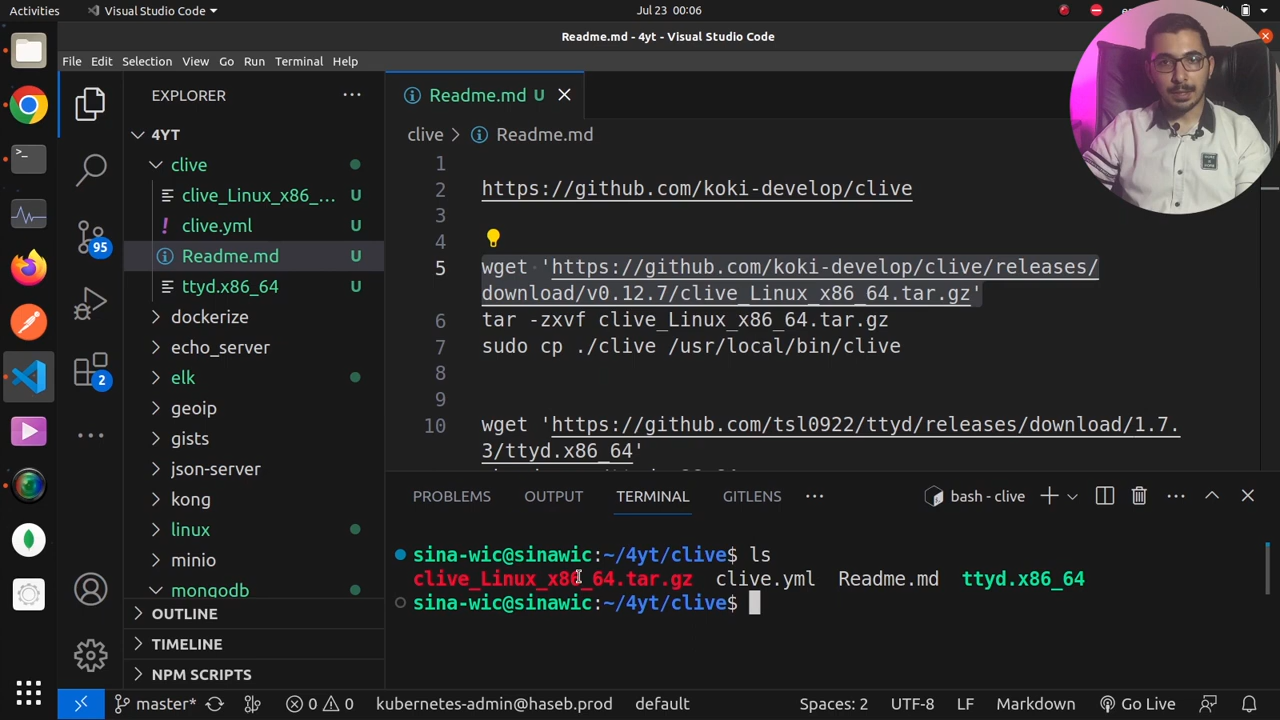 Activities
Visual Studio Code
Jul 23 00:06
Readme.md - 4yt - Visual Studio Code
File Edit Selection View Go Run Terminal Help
EXPLORER
Readme.md U
4YT
clive > Readme.md
clive
clive_Linux_x86_... U
clive.yml U
Readme.md U
ttyd.x86_64 U
dockerize
echo_server
elk
geoip
gists
json-server
kong
linux
minio
mongodb
OUTLINE
TIMELINE
NPM SCRIPTS
95
2
1
2 https://github.com/koki-develop/clive
3
4
5 wget 'https://github.com/koki-develop/clive/releases/
download/v0.12.7/clive_Linux_x86_64.tar.gz'
6 tar -zxvf clive_Linux_x86_64.tar.gz
7 sudo cp ./clive /usr/local/bin/clive
8
9
10 wget 'https://github.com/tsl0922/ttyd/releases/download/1.7.
3/ttyd.x86_64'
PROBLEMS OUTPUT TERMINAL GITLENS
bash - clive
sina-wic@sinawic:~/4yt/clive$ ls
clive_Linux_x86_64.tar.gz clive.yml Readme.md ttyd.x86_64
sina-wic@sinawic:~/4yt/clive$
master* 0 0 kubernetes-admin@haseb.prod default Spaces: 2 UTF-8 LF Markdown Go Live